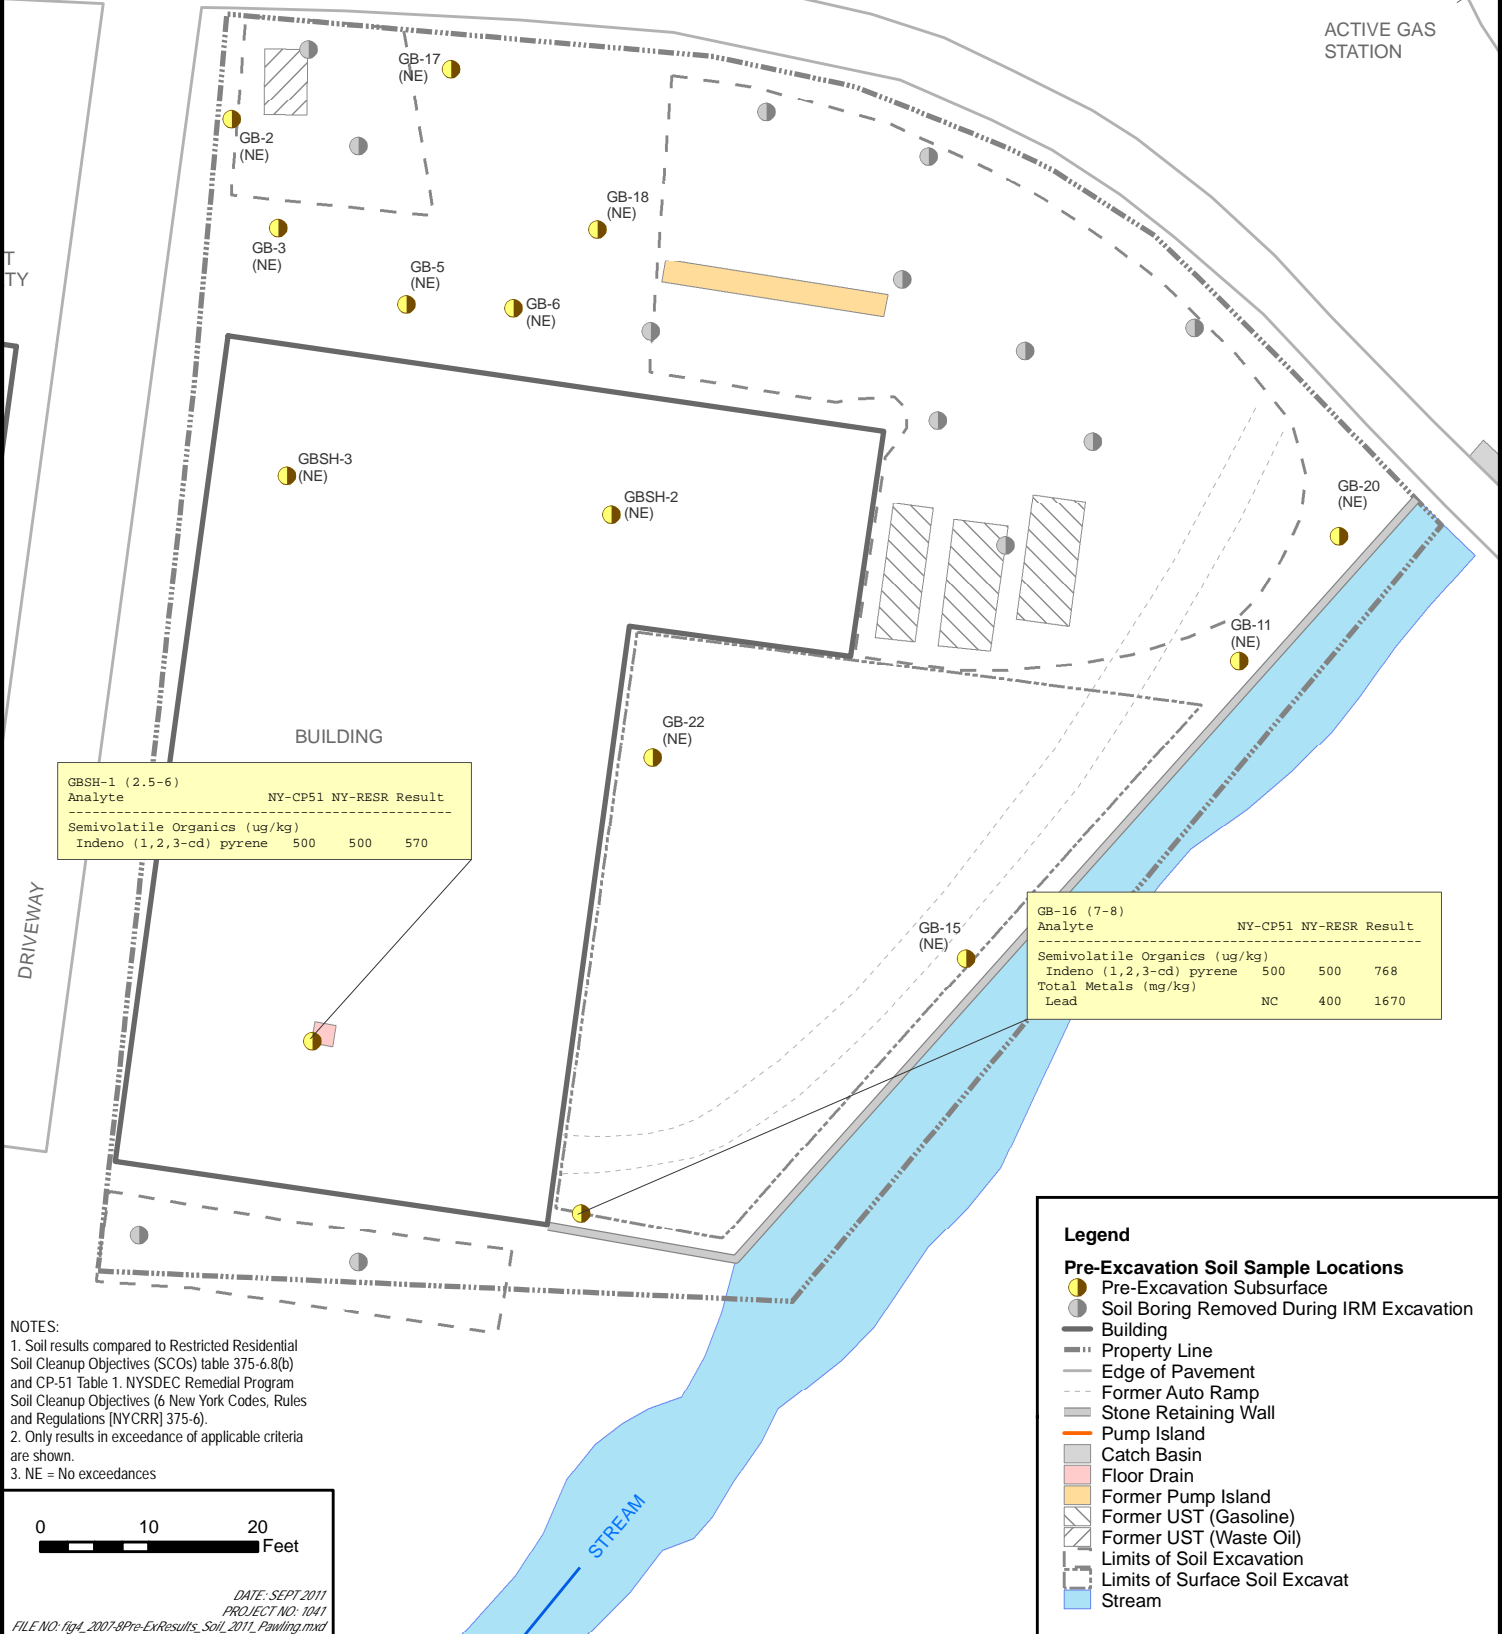 ACTIVE GAS
STATION
GB-17
(NE)
GB-2
(NE)
GB-18
(NE)
GB-3
(NE)
GB-5
(NE)
GB-6
(NE)
T
TY
GBSH-3
(NE)
GBSH-2
(NE)
GB-20
(NE)
GB-11
(NE)
GB-22
(NE)
BUILDING
GBSH-1 (2.5-6)
Analyte NY-CP51 NY-RESR Result
------------------------------------------------
Semivolatile Organics (ug/kg)
Indeno (1,2,3-cd) pyrene 500 500 570
DRIVEWAY
GB-15
(NE)
GB-16 (7-8)
Analyte NY-CP51 NY-RESR Result
------------------------------------------------
Semivolatile Organics (ug/kg)
Indeno (1,2,3-cd) pyrene 500 500 768
Total Metals (mg/kg)
Lead NC 400 1670
STREAM
NOTES:
1. Soil results compared to Restricted Residential
Soil Cleanup Objectives (SCOs) table 375-6.8(b)
and CP-51 Table 1. NYSDEC Remedial Program
Soil Cleanup Objectives (6 New York Codes, Rules
and Regulations [NYCRR] 375-6).
2. Only results in exceedance of applicable criteria
are shown.
3. NE = No exceedances
0 10 20
Feet
DATE: SEPT 2011
PROJECT NO: 1041
FILE NO: fig4_2007-8Pre-ExResults_Soil_2011_Pawling.mxd
Legend
Pre-Excavation Soil Sample Locations
Pre-Excavation Subsurface
Soil Boring Removed During IRM Excavation
Building
Property Line
Edge of Pavement
Former Auto Ramp
Stone Retaining Wall
Pump Island
Catch Basin
Floor Drain
Former Pump Island
Former UST (Gasoline)
Former UST (Waste Oil)
Limits of Soil Excavation
Limits of Surface Soil Excavat
Stream